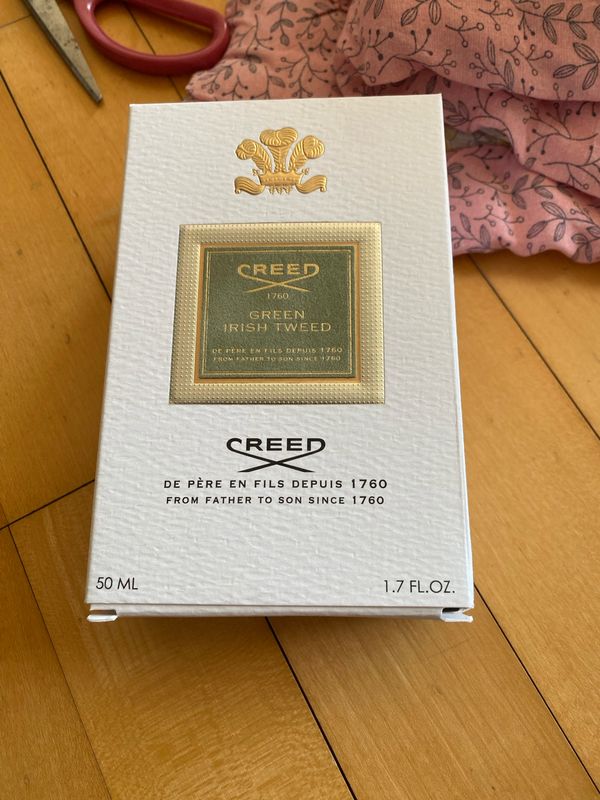 CREED
1760
GREEN
IRISH TWEED
DE PÈRE EN FILS DEPUIS 1760
FROM FATHER TO SON SINCE 1760
CREED
DE PÈRE EN FILS DEPUIS 1760
FROM FATHER TO SON SINCE 1760
50 ML
1.7 FL.OZ.